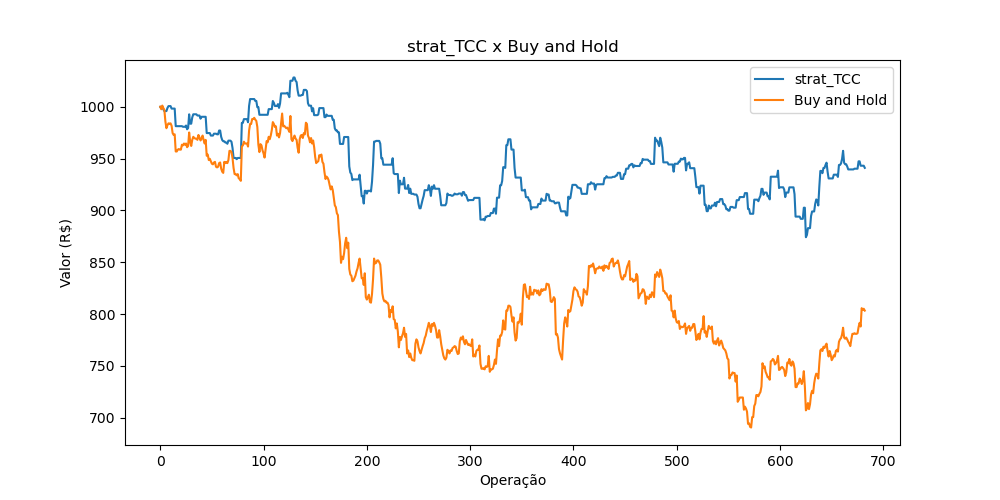 strat_TCC x Buy and Hold
strat_TCC
Buy and Hold
Valor (R$)
1000
950
900
850
800
750
700
0 100 200 300 400 500 600 700
Operação